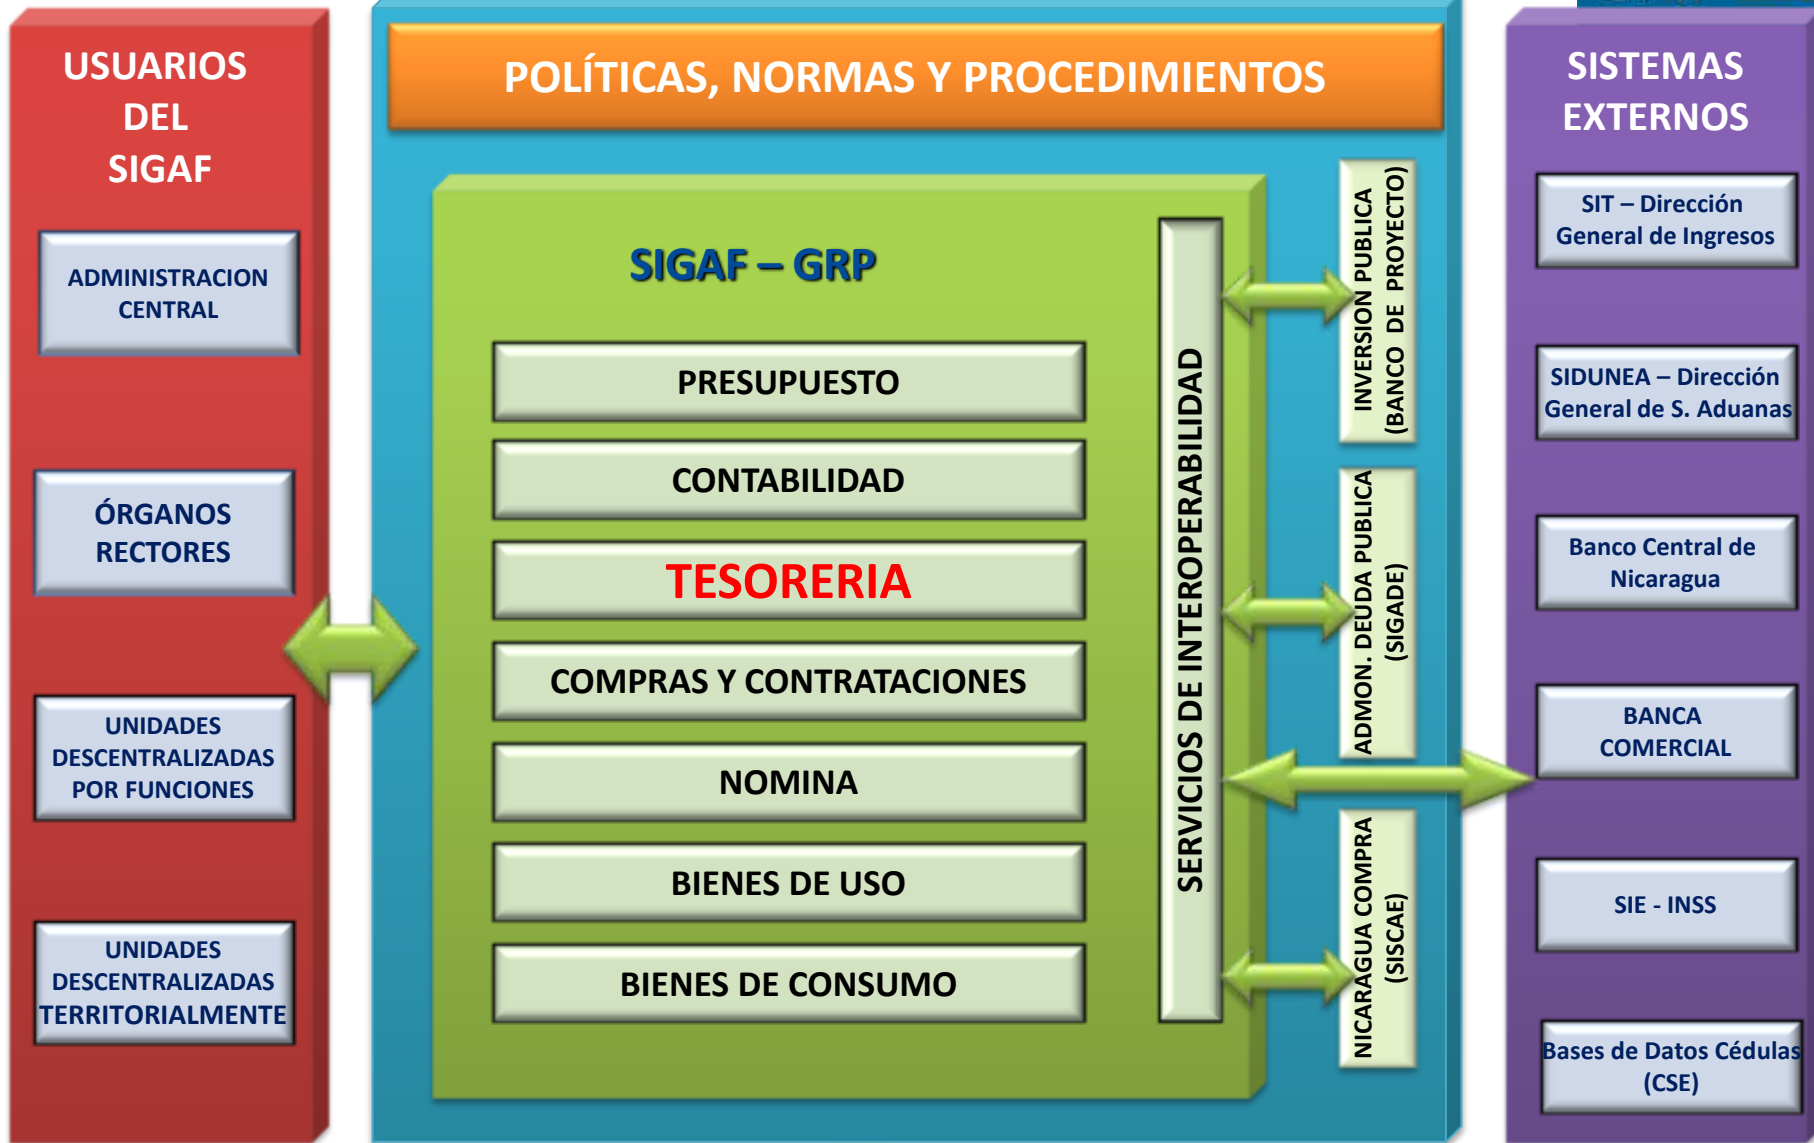 USUARIOS
DEL
SIGAF
ADMINISTRACION
CENTRAL
ÓRGANOS
RECTORES
UNIDADES
DESCENTRALIZADAS
POR FUNCIONES
UNIDADES
DESCENTRALIZADAS
TERRITORIALMENTE
POLÍTICAS, NORMAS Y PROCEDIMIENTOS
SIGAF – GRP
PRESUPUESTO
CONTABILIDAD
TESORERIA
COMPRAS Y CONTRATACIONES
NOMINA
BIENES DE USO
BIENES DE CONSUMO
SERVICIOS DE INTEROPERABILIDAD
INVERSION PUBLICA
(BANCO DE PROYECTO)
ADMON. DEUDA PUBLICA
(SIGADE)
NICARAGUA COMPRA
(SISCAE)
SISTEMAS
EXTERNOS
SIT – Dirección
General de Ingresos
SIDUNEA – Dirección
General de S. Aduanas
Banco Central de
Nicaragua
BANCA
COMERCIAL
SIE - INSS
Bases de Datos Cédulas
(CSE)